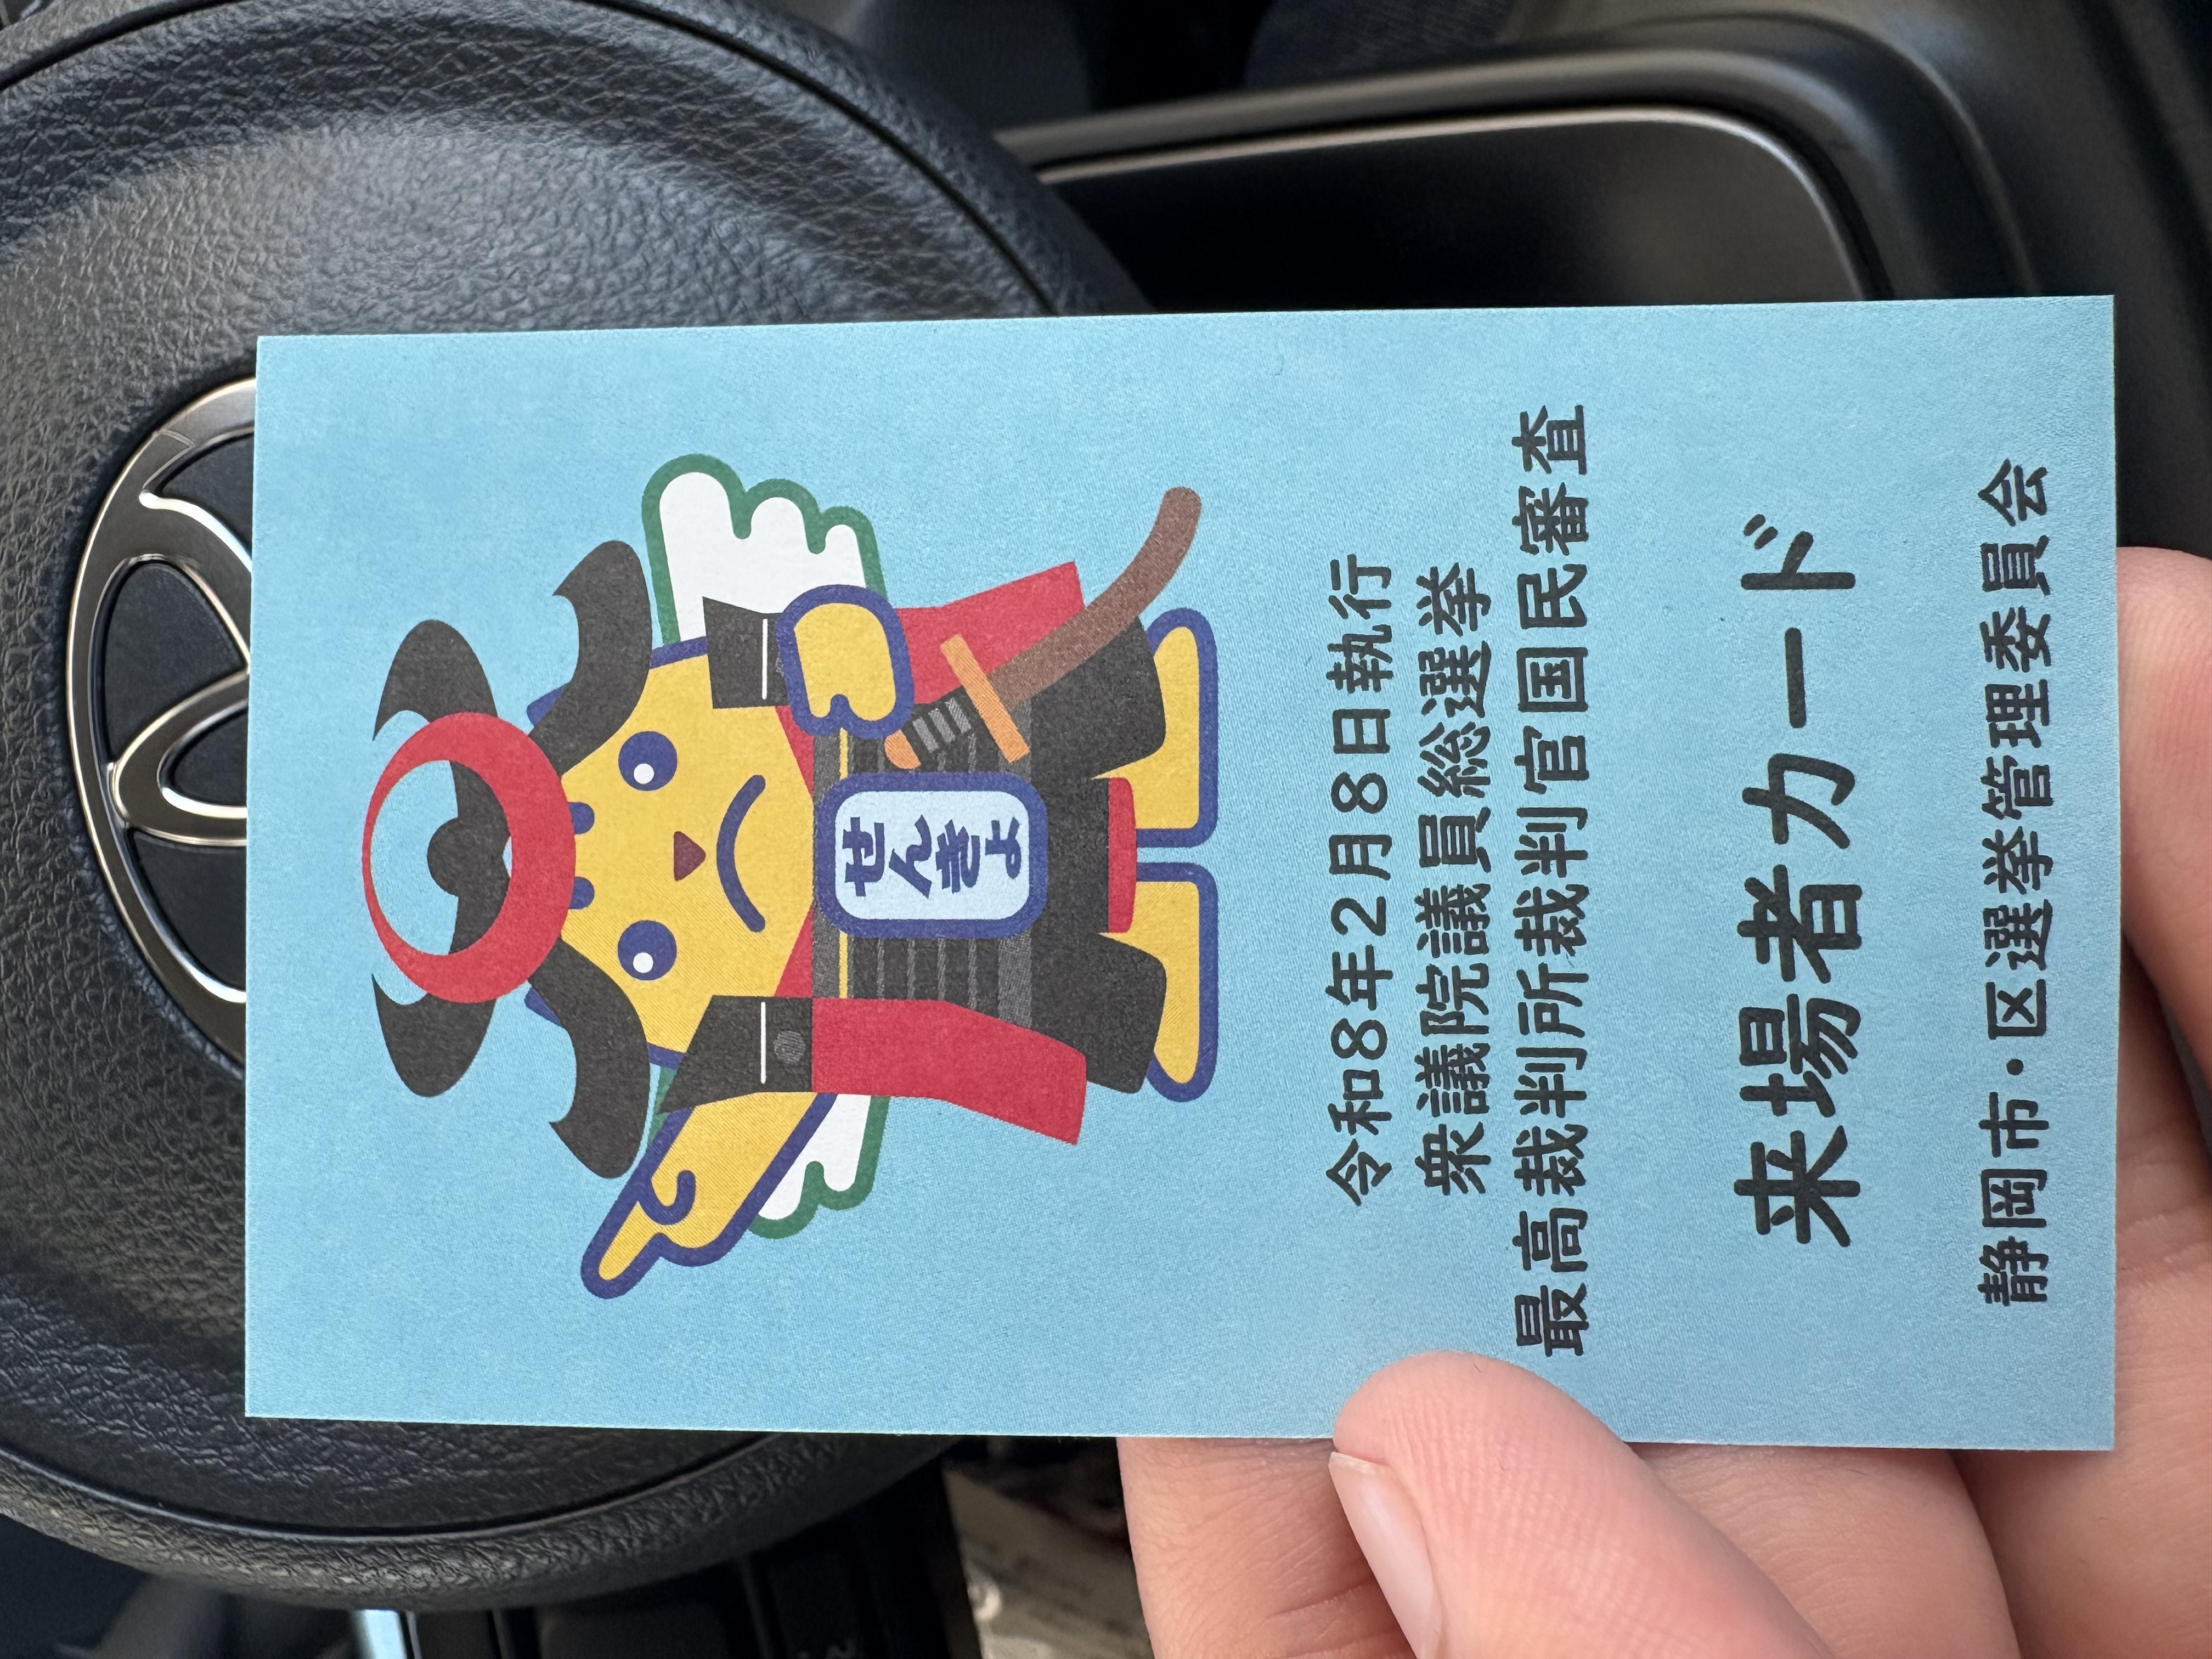 せんきょ
令和8年2月8日執行
衆議院議員総選挙
最高裁判所裁判官国民審査
来場者カード
静岡市・区選挙管理委員会